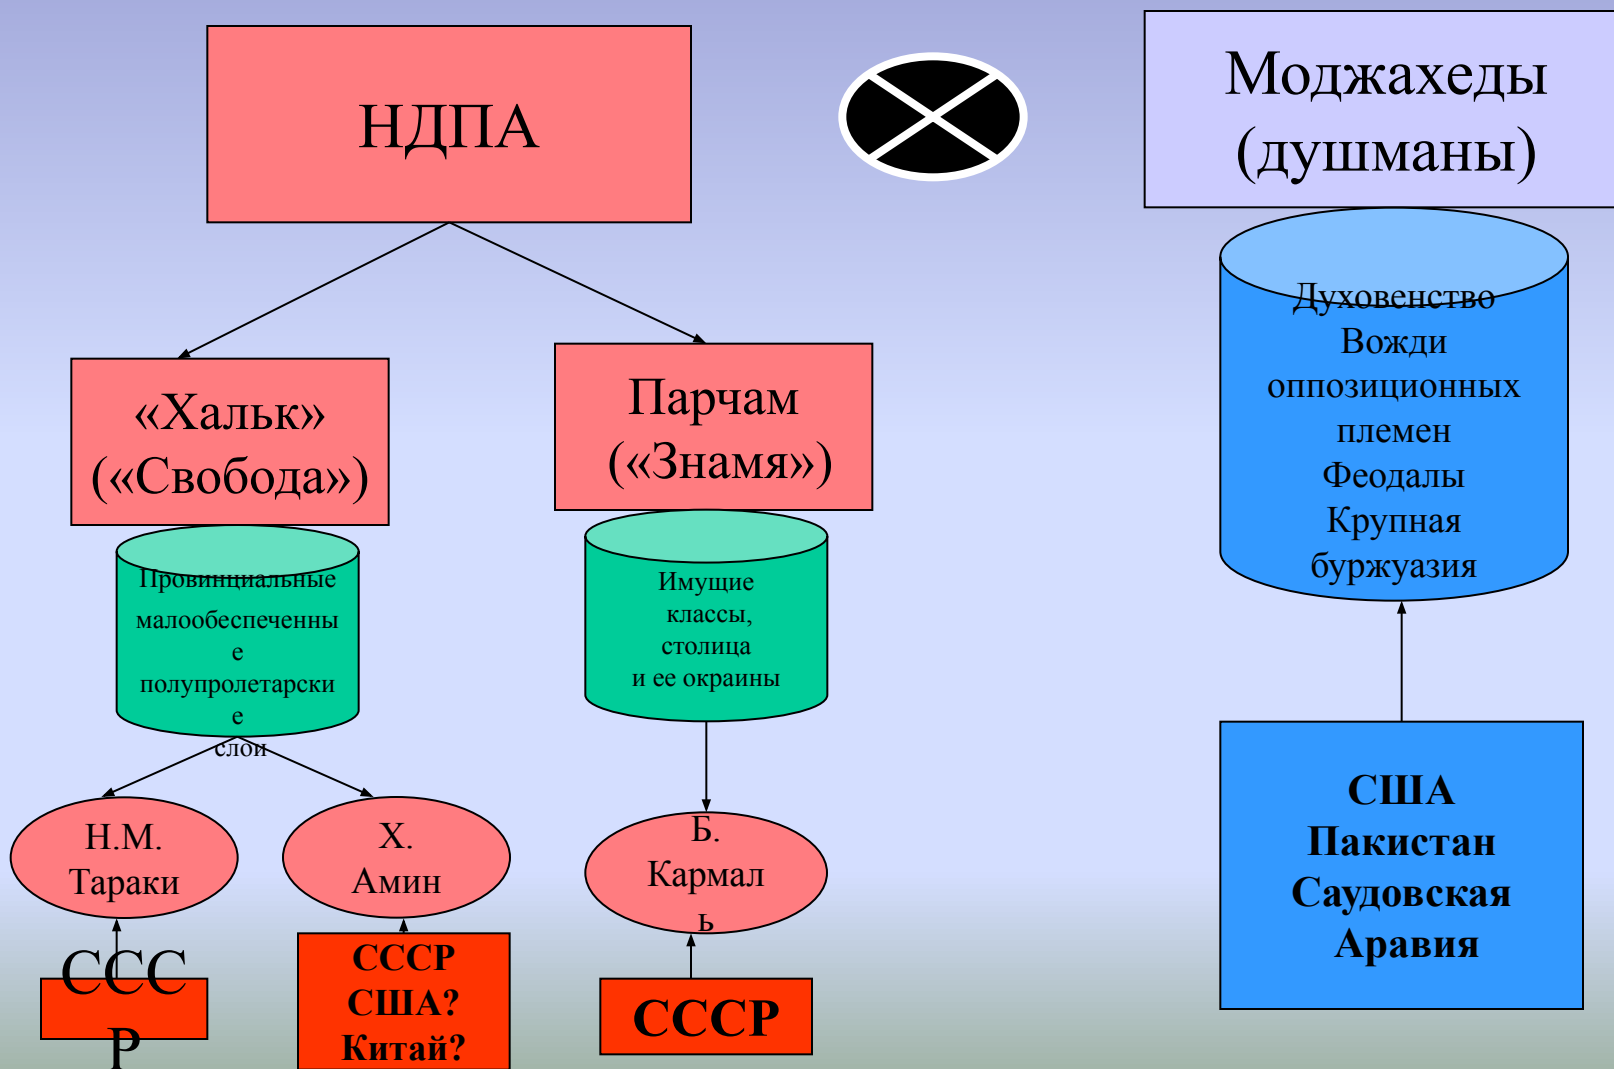 НДПА
Моджахеды
(душманы)
«Хальк»
(«Свобода»)
Парчам
(«Знамя»)
Духовенство
Вожди
оппозиционных
племен
Феодалы
Крупная
буржуазия
Провинциальные
малообеспеченны
е
полупролетарски
е
слои
Имущие
классы,
столица
и ее окраины
Н.М.
Тараки
Х.
Амин
Б.
Кармал
ь
ССС
Р
СССР
США?
Китай?
СССР
США
Пакистан
Саудовская
Аравия